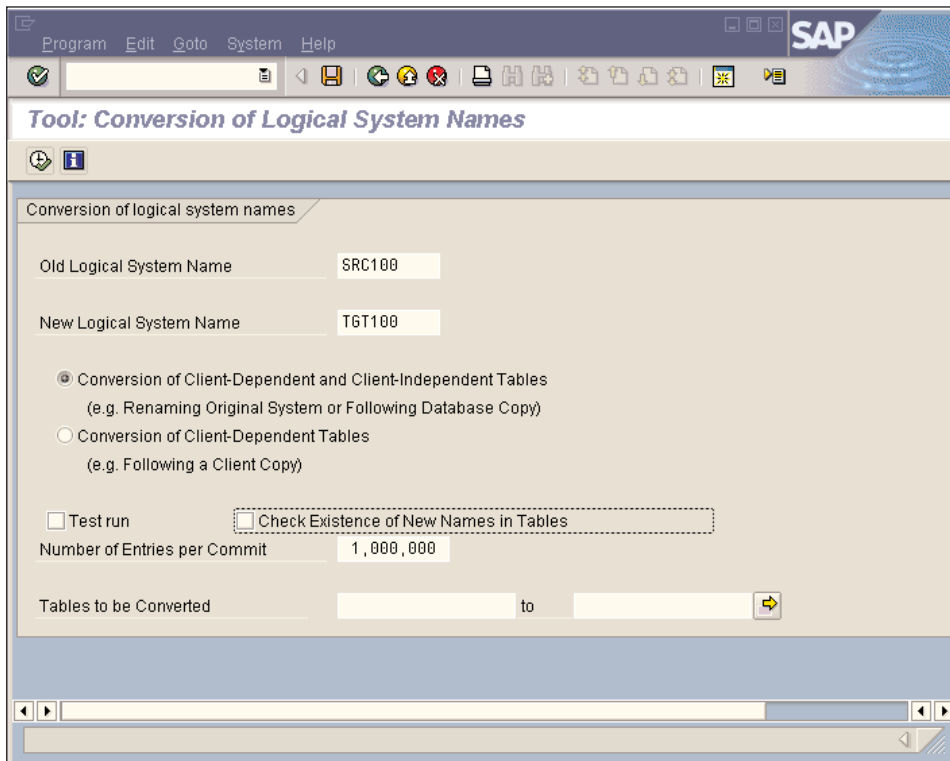 Program Edit Goto System Help
SAP
Tool: Conversion of Logical System Names
Conversion of logical system names
Old Logical System Name SRC100
New Logical System Name TGT100
Conversion of Client-Dependent and Client-Independent Tables
(e.g. Renaming Original System or Following Database Copy)
Conversion of Client-Dependent Tables
(e.g. Following a Client Copy)
Test run Check Existence of New Names in Tables
Number of Entries per Commit 1,000,000
Tables to be Converted to